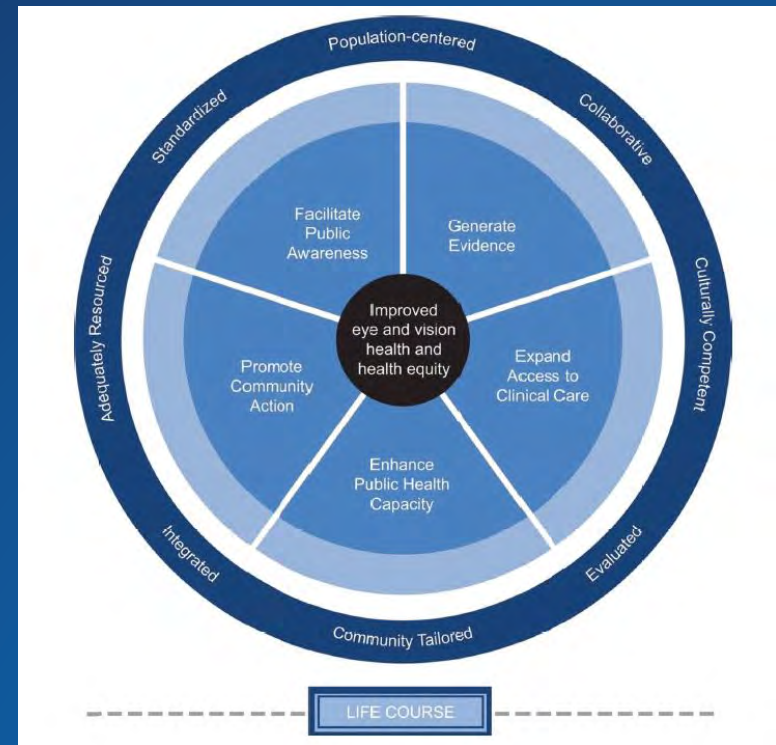 Population-centered
Standardized
Collaborative
Facilitate
Public
Awareness
Generate
Evidence
Adequately Resourced
Culturally Competent
Improved
eye and vision
health and
health equity
Promote
Community
Action
Expand
Access to
Clinical Care
Enhance
Public Health
Capacity
Integrated
Evaluated
Community Tailored
LIFE COURSE